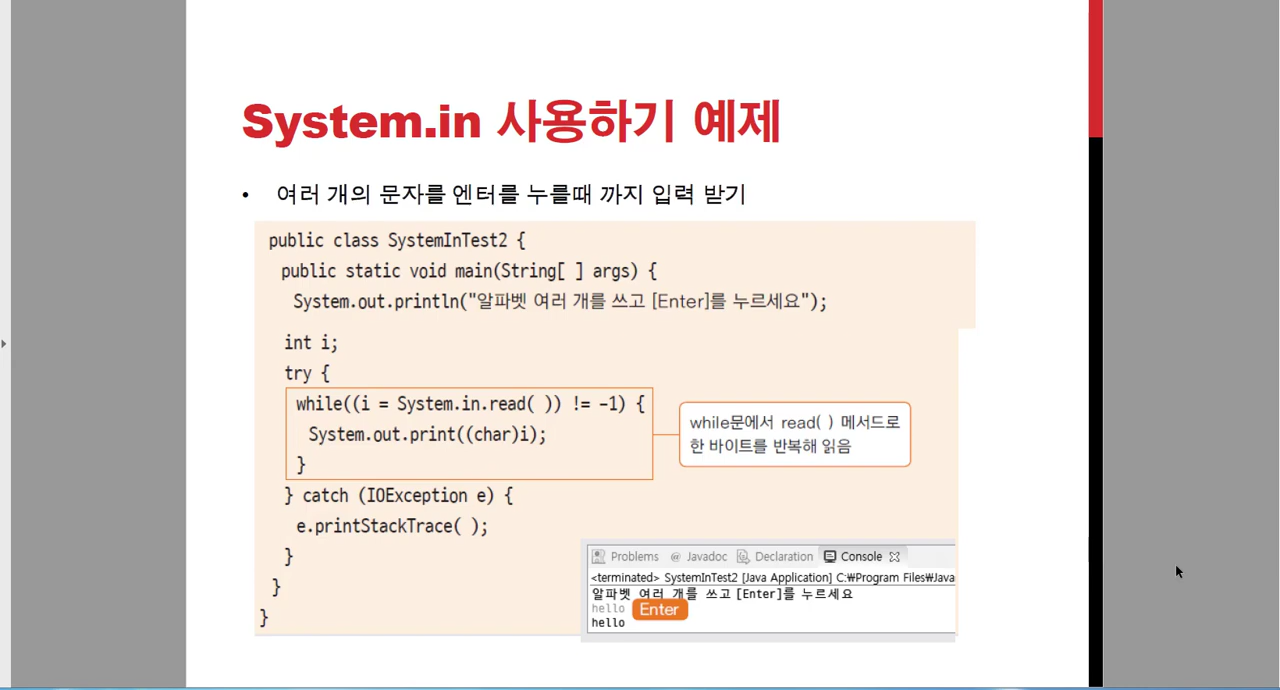 System.in 사용하기 예제
• 여러 개의 문자를 엔터를 누를때 까지 입력 받기
public class SystemInTest2 {
public static void main(String[ ] args) {
System.out.println("알파벳 여러 개를 쓰고 [Enter]를 누르세요");
int i;
try {
while((i = System.in.read( )) != -1) {
System.out.print((char)i);
}
while문에서 read( ) 메서드로
한 바이트를 반복해 읽음
} catch (IOException e) {
e.printStackTrace( );
}
}
}
Problems @ Javadoc Declaration Console
<terminated> SystemInTest2 [Java Application] C:₩Program Files₩Java
알파벳 여러 개를 쓰고 [Enter]를 누르세요
hello Enter
hello